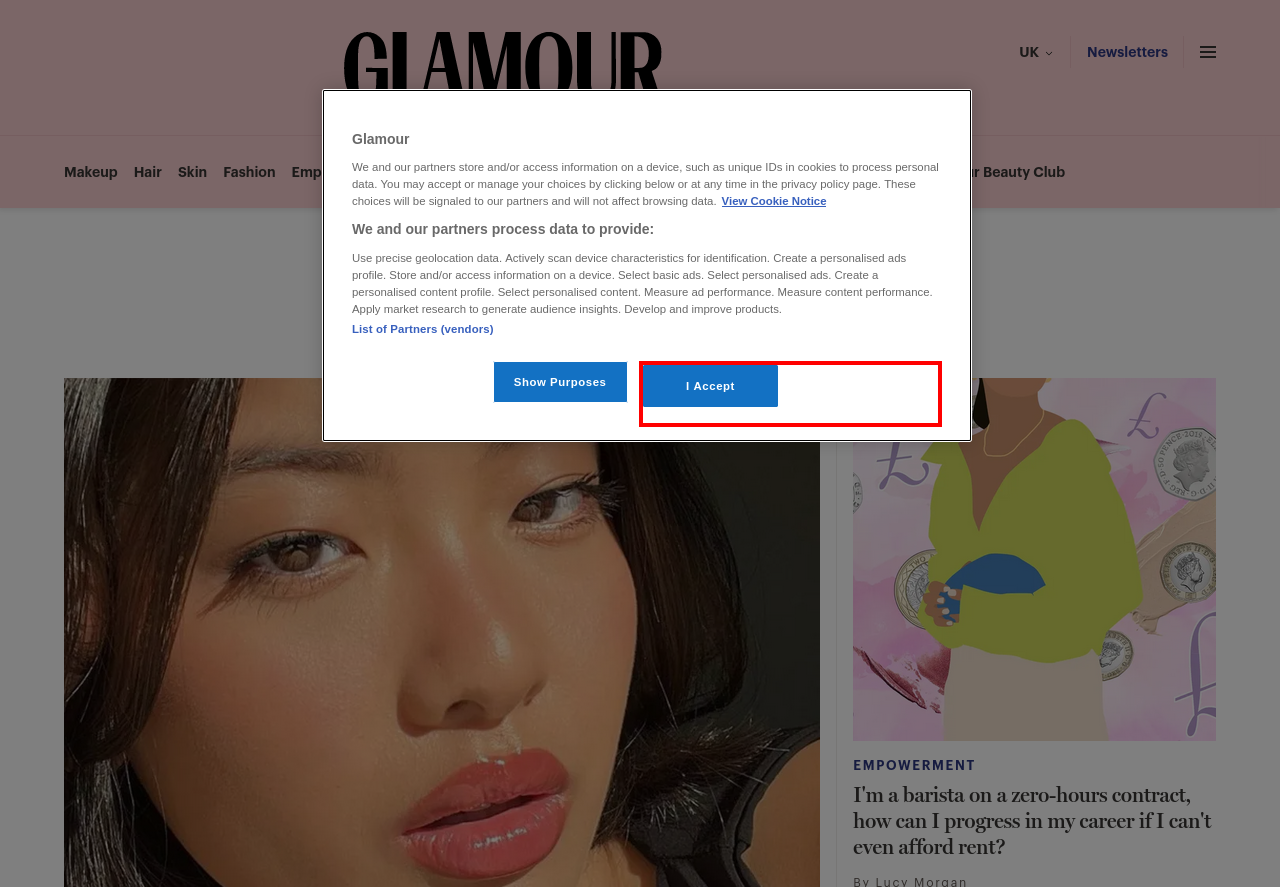 GLAMOUR
UK
Newsletters
Makeup Hair Skin Fashion Emp
r Beauty Club
Glamour
We and our partners store and/or access information on a device, such as unique IDs in cookies to process personal
data. You may accept or manage your choices by clicking below or at any time in the privacy policy page. These
choices will be signaled to our partners and will not affect browsing data. View Cookie Notice
We and our partners process data to provide:
Use precise geolocation data. Actively scan device characteristics for identification. Create a personalised ads
profile. Store and/or access information on a device. Select basic ads. Select personalised ads. Create a
personalised content profile. Select personalised content. Measure ad performance. Measure content performance.
Apply market research to generate audience insights. Develop and improve products.
List of Partners (vendors)
Show Purposes
I Accept
EMPOWERMENT
I'm a barista on a zero-hours contract,
how can I progress in my career if I can't
even afford rent?
By Lucy Morgan